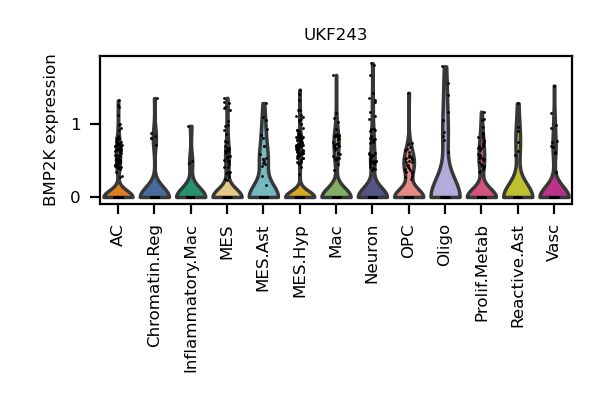 UKF243
BMP2K expression
1
0
AC
Chromatin.Reg
Inflammatory.Mac
MES
MES.Ast
MES.Hyp
Mac
Neuron
OPC
Oligo
Prolif.Metab
Reactive.Ast
Vasc